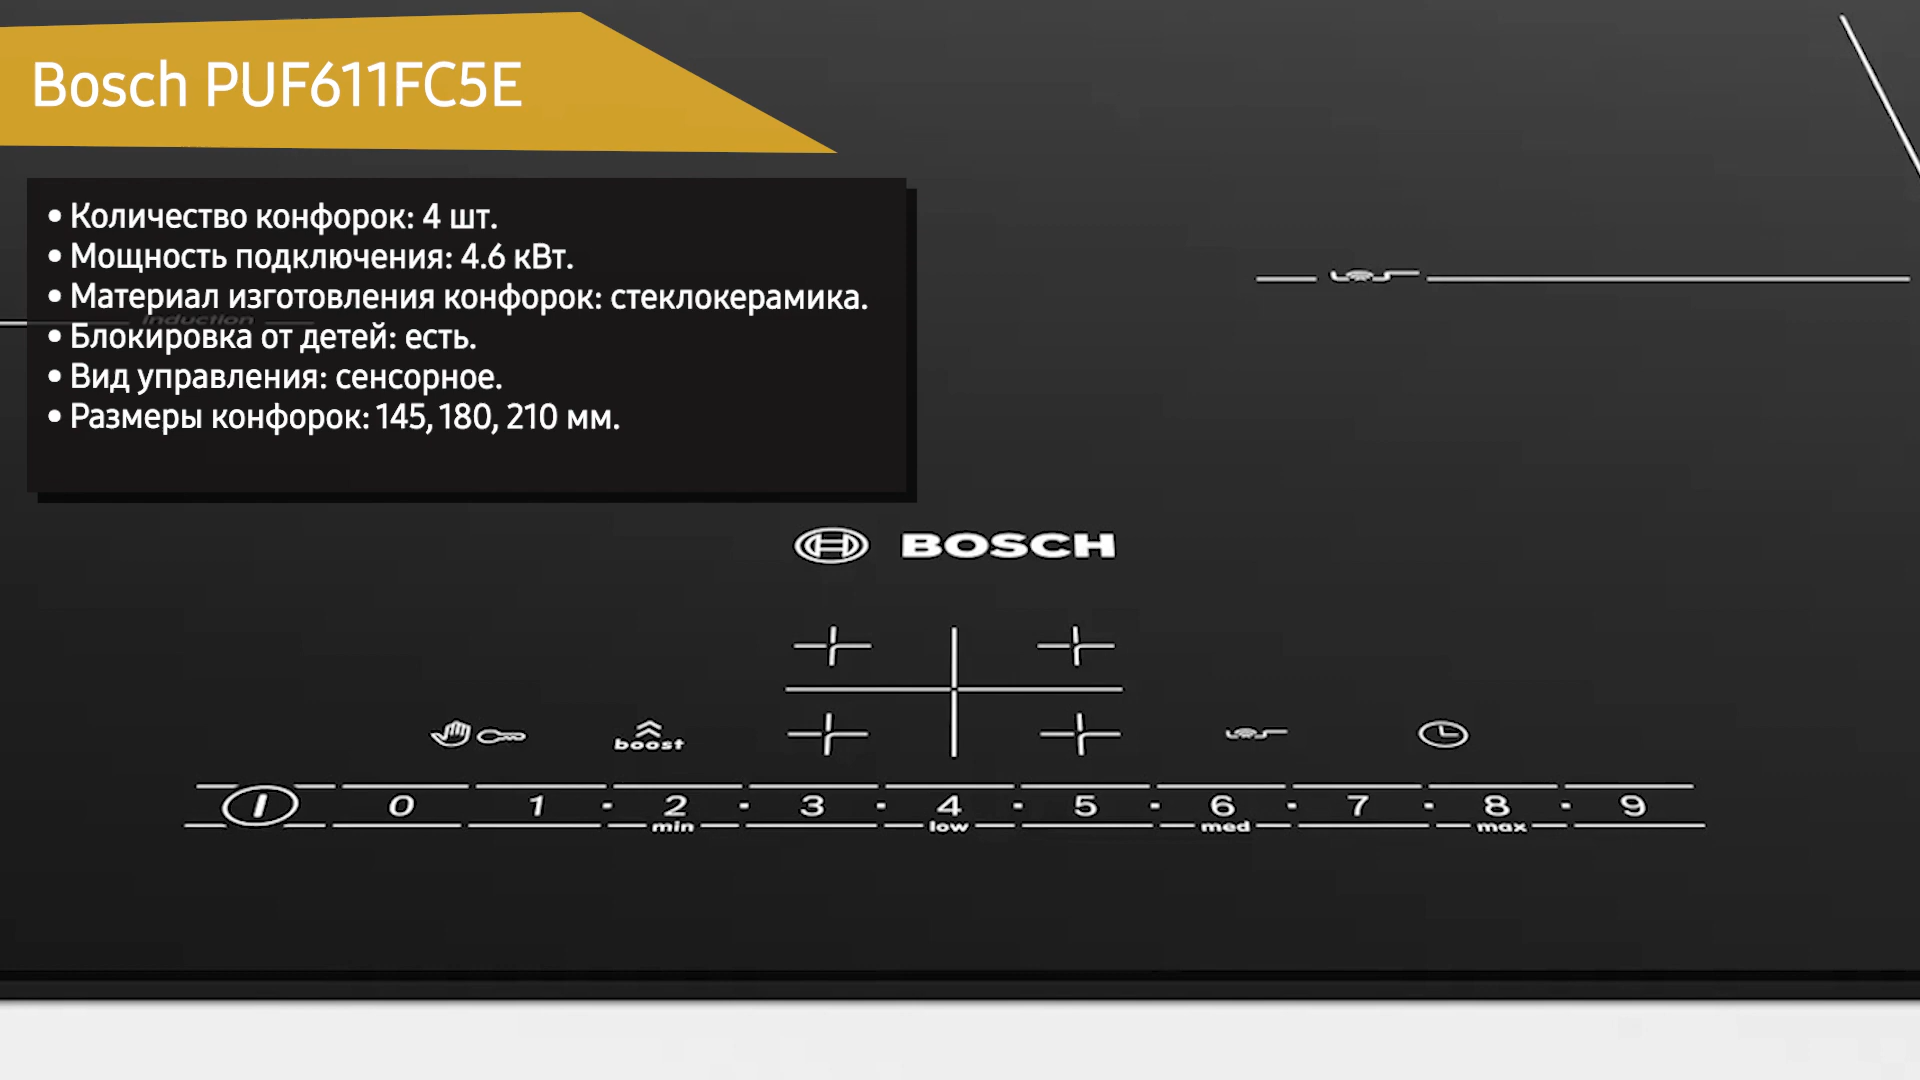 Bosch PUF611FC5E
• Количество конфорок: 4 шт.
• Мощность подключения: 4.6 кВт.
• Материал изготовления конфорок: стеклокерамика.
induction
• Блокировка от детей: есть.
• Вид управления: сенсорное.
• Размеры конфорок: 145, 180, 210 мм.
BOSCH
boost
0 1 · 2 · 3 · 4 · 5 · 6 · 7 · 8 · 9
min low med max